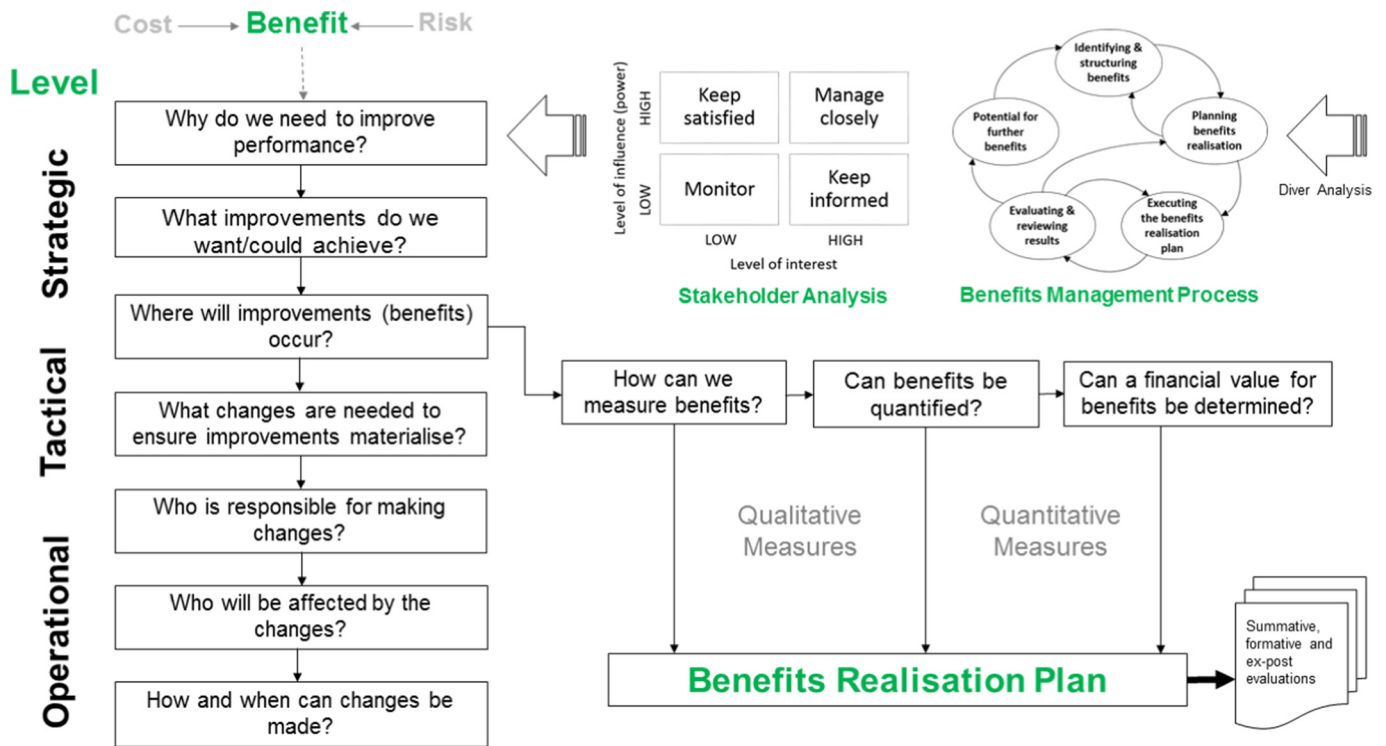 Cost
Benefit
Risk
Level
Strategic
Tactical
Operational
Why do we need to improve
performance?
What improvements do we
want/could achieve?
Where will improvements (benefits)
occur?
What changes are needed to
ensure improvements materialise?
Who is responsible for making
changes?
Who will be affected by the
changes?
How and when can changes be
made?
Level of influence (power)
HIGH
LOW
Keep
satisfied
Manage
closely
Monitor
Keep
informed
LOW
HIGH
Level of interest
Stakeholder Analysis
Identifying &
structuring
benefits
Potential for
further
benefits
Planning
benefits
realisation
Evaluating &
reviewing
results
Executing
the benefits
realisation
plan
Benefits Management Process
Diver Analysis
How can we
measure benefits?
Can benefits be
quantified?
Can a financial value for
benefits be determined?
Qualitative
Measures
Quantitative
Measures
Benefits Realisation Plan
Summative,
formative and
ex-post
evaluations